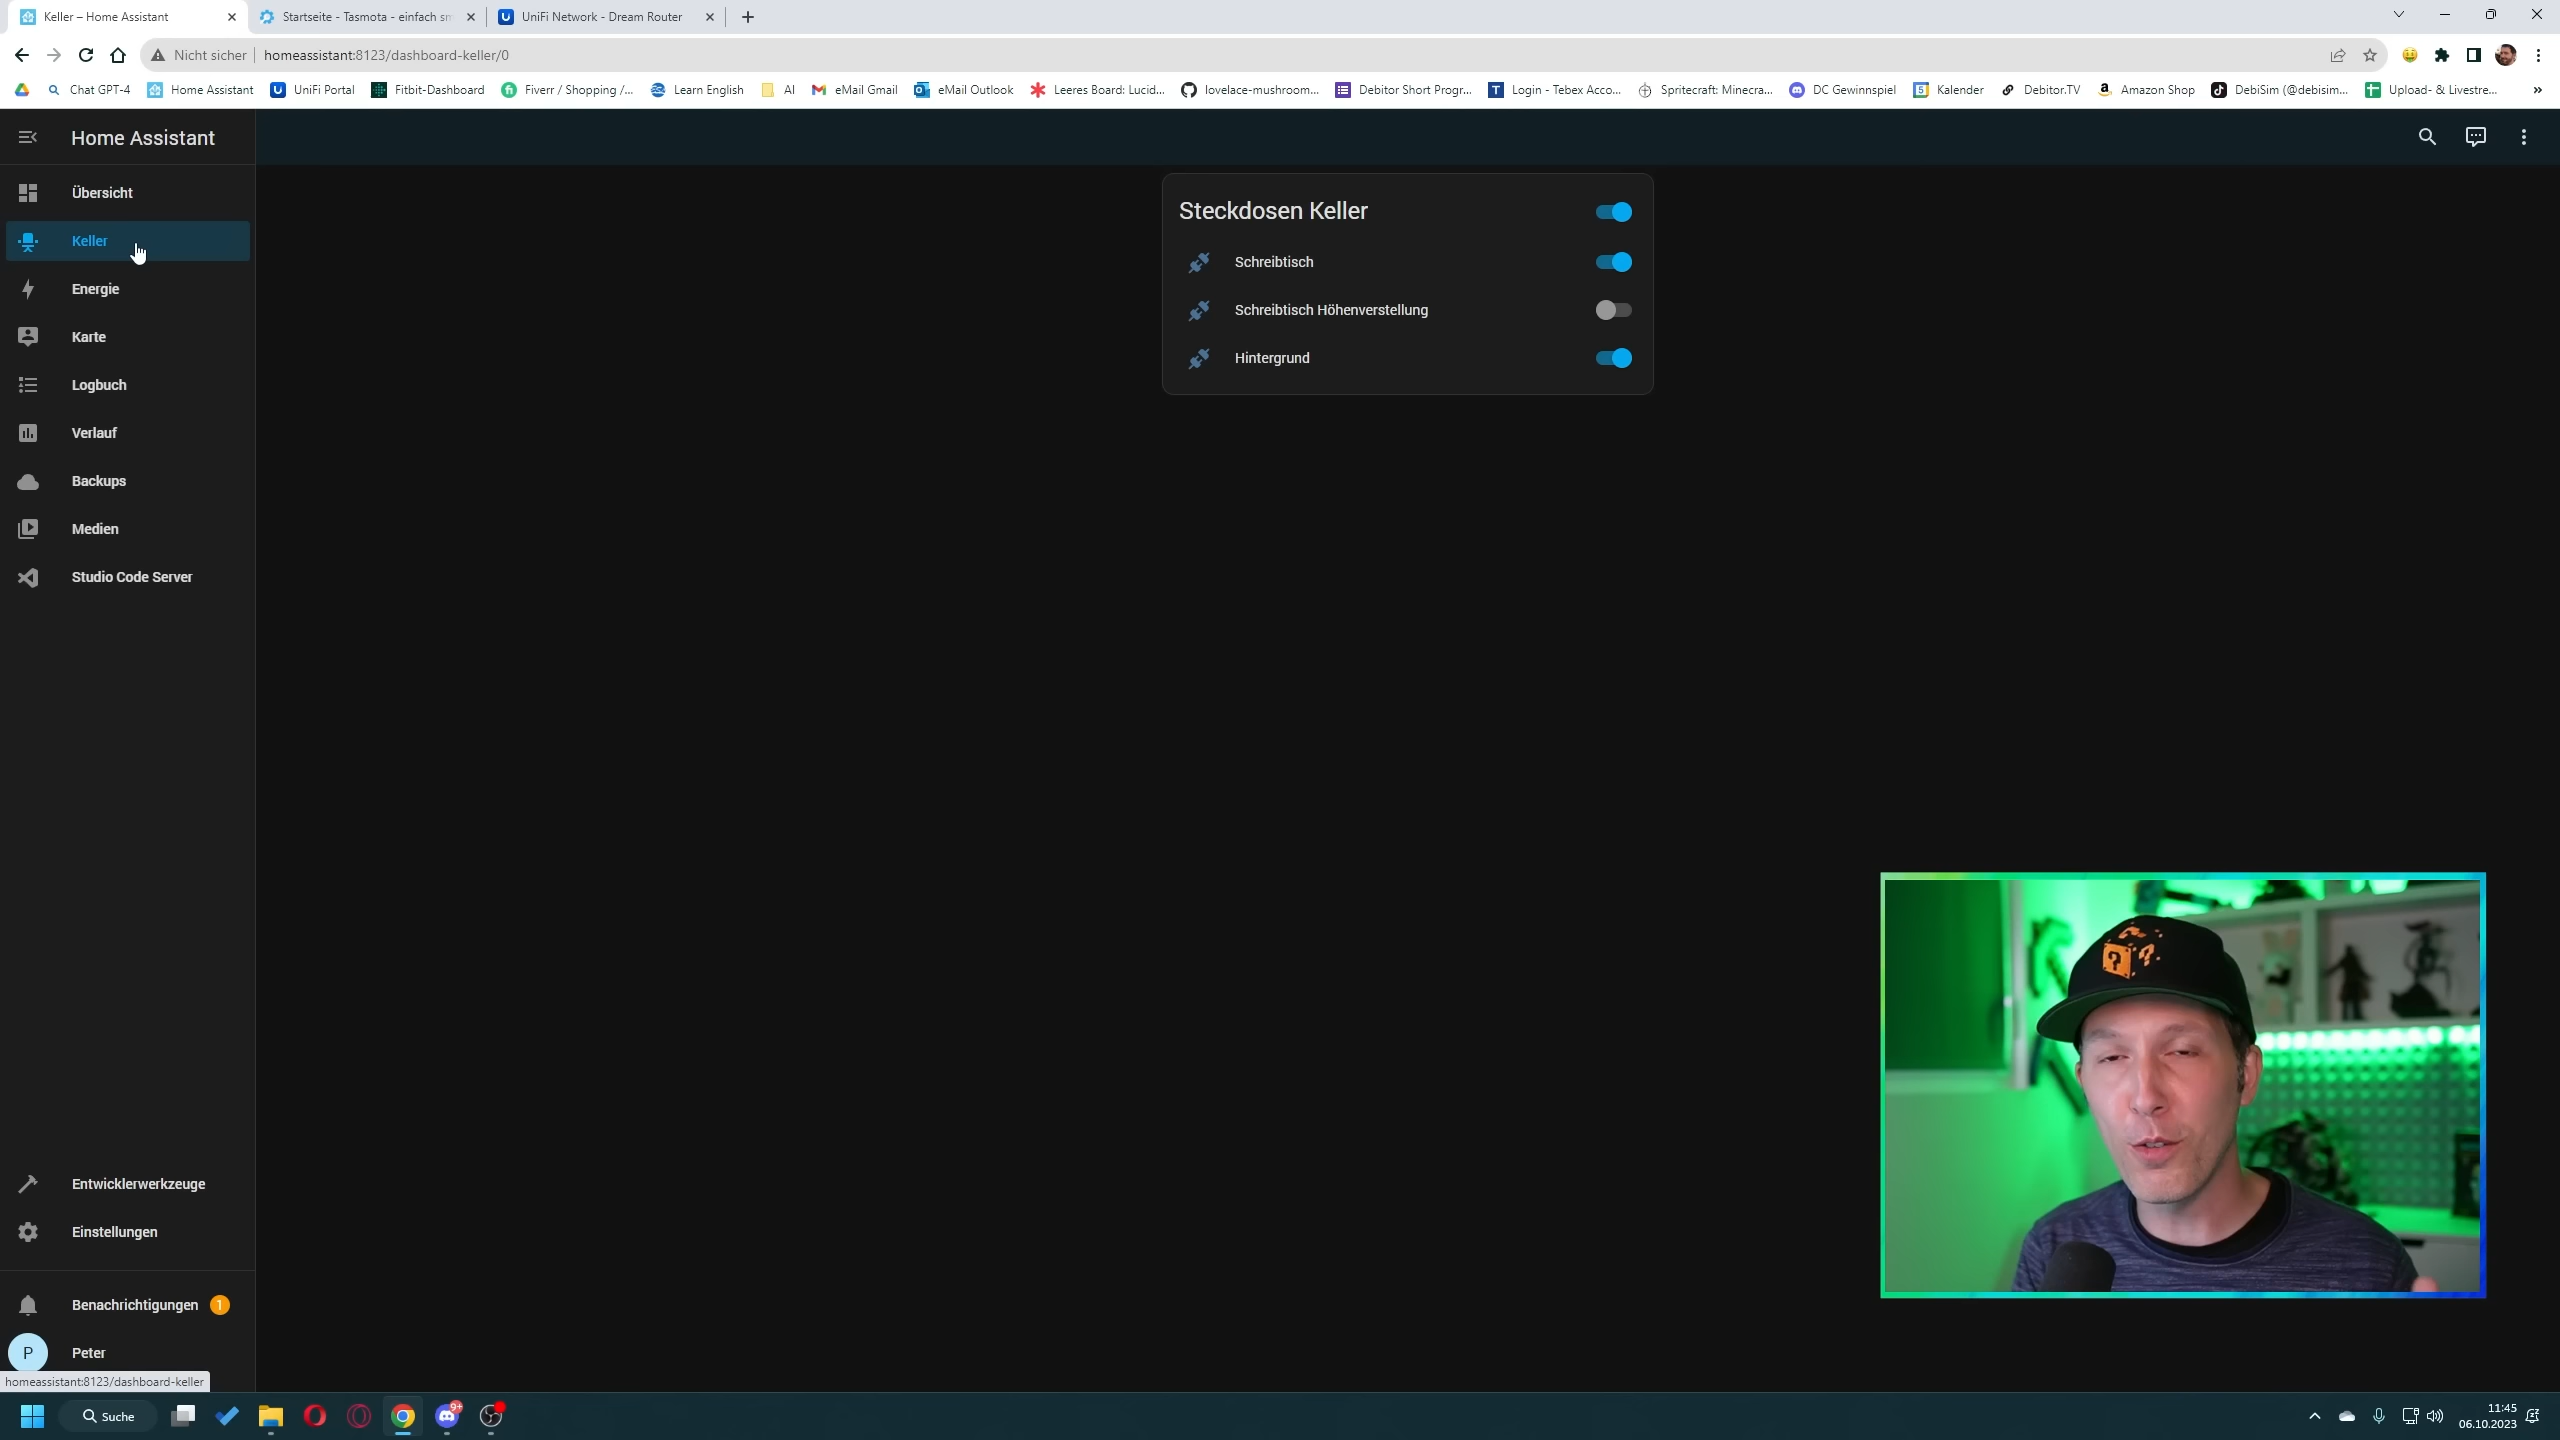 Keller – Home Assistant
Startseite - Tasmota - einfach sm
UniFi Network - Dream Router
Nicht sicher
homeassistant:8123/dashboard-keller/0
Chat GPT-4
Home Assistant
UniFi Portal
Fitbit-Dashboard
Fiverr / Shopping /...
Learn English
AI
eMail Gmail
eMail Outlook
Leeres Board: Lucid...
lovelace-mushroom...
Debitor Short Progr...
Login - Tebex Acco...
Spritecraft: Minecra...
DC Gewinnspiel
Kalender
Debitor.TV
Amazon Shop
DebiSim (@debisim...
Upload- & Livestre...
Home Assistant
Übersicht
Keller
Energie
Karte
Logbuch
Verlauf
Backups
Medien
Studio Code Server
Steckdosen Keller
Schreibtisch
Schreibtisch Höhenverstellung
Hintergrund
Entwicklerwerkzeuge
Einstellungen
Benachrichtigungen 1
P Peter
homeassistant:8123/dashboard-keller
Suche
9+
11:45
06.10.2023